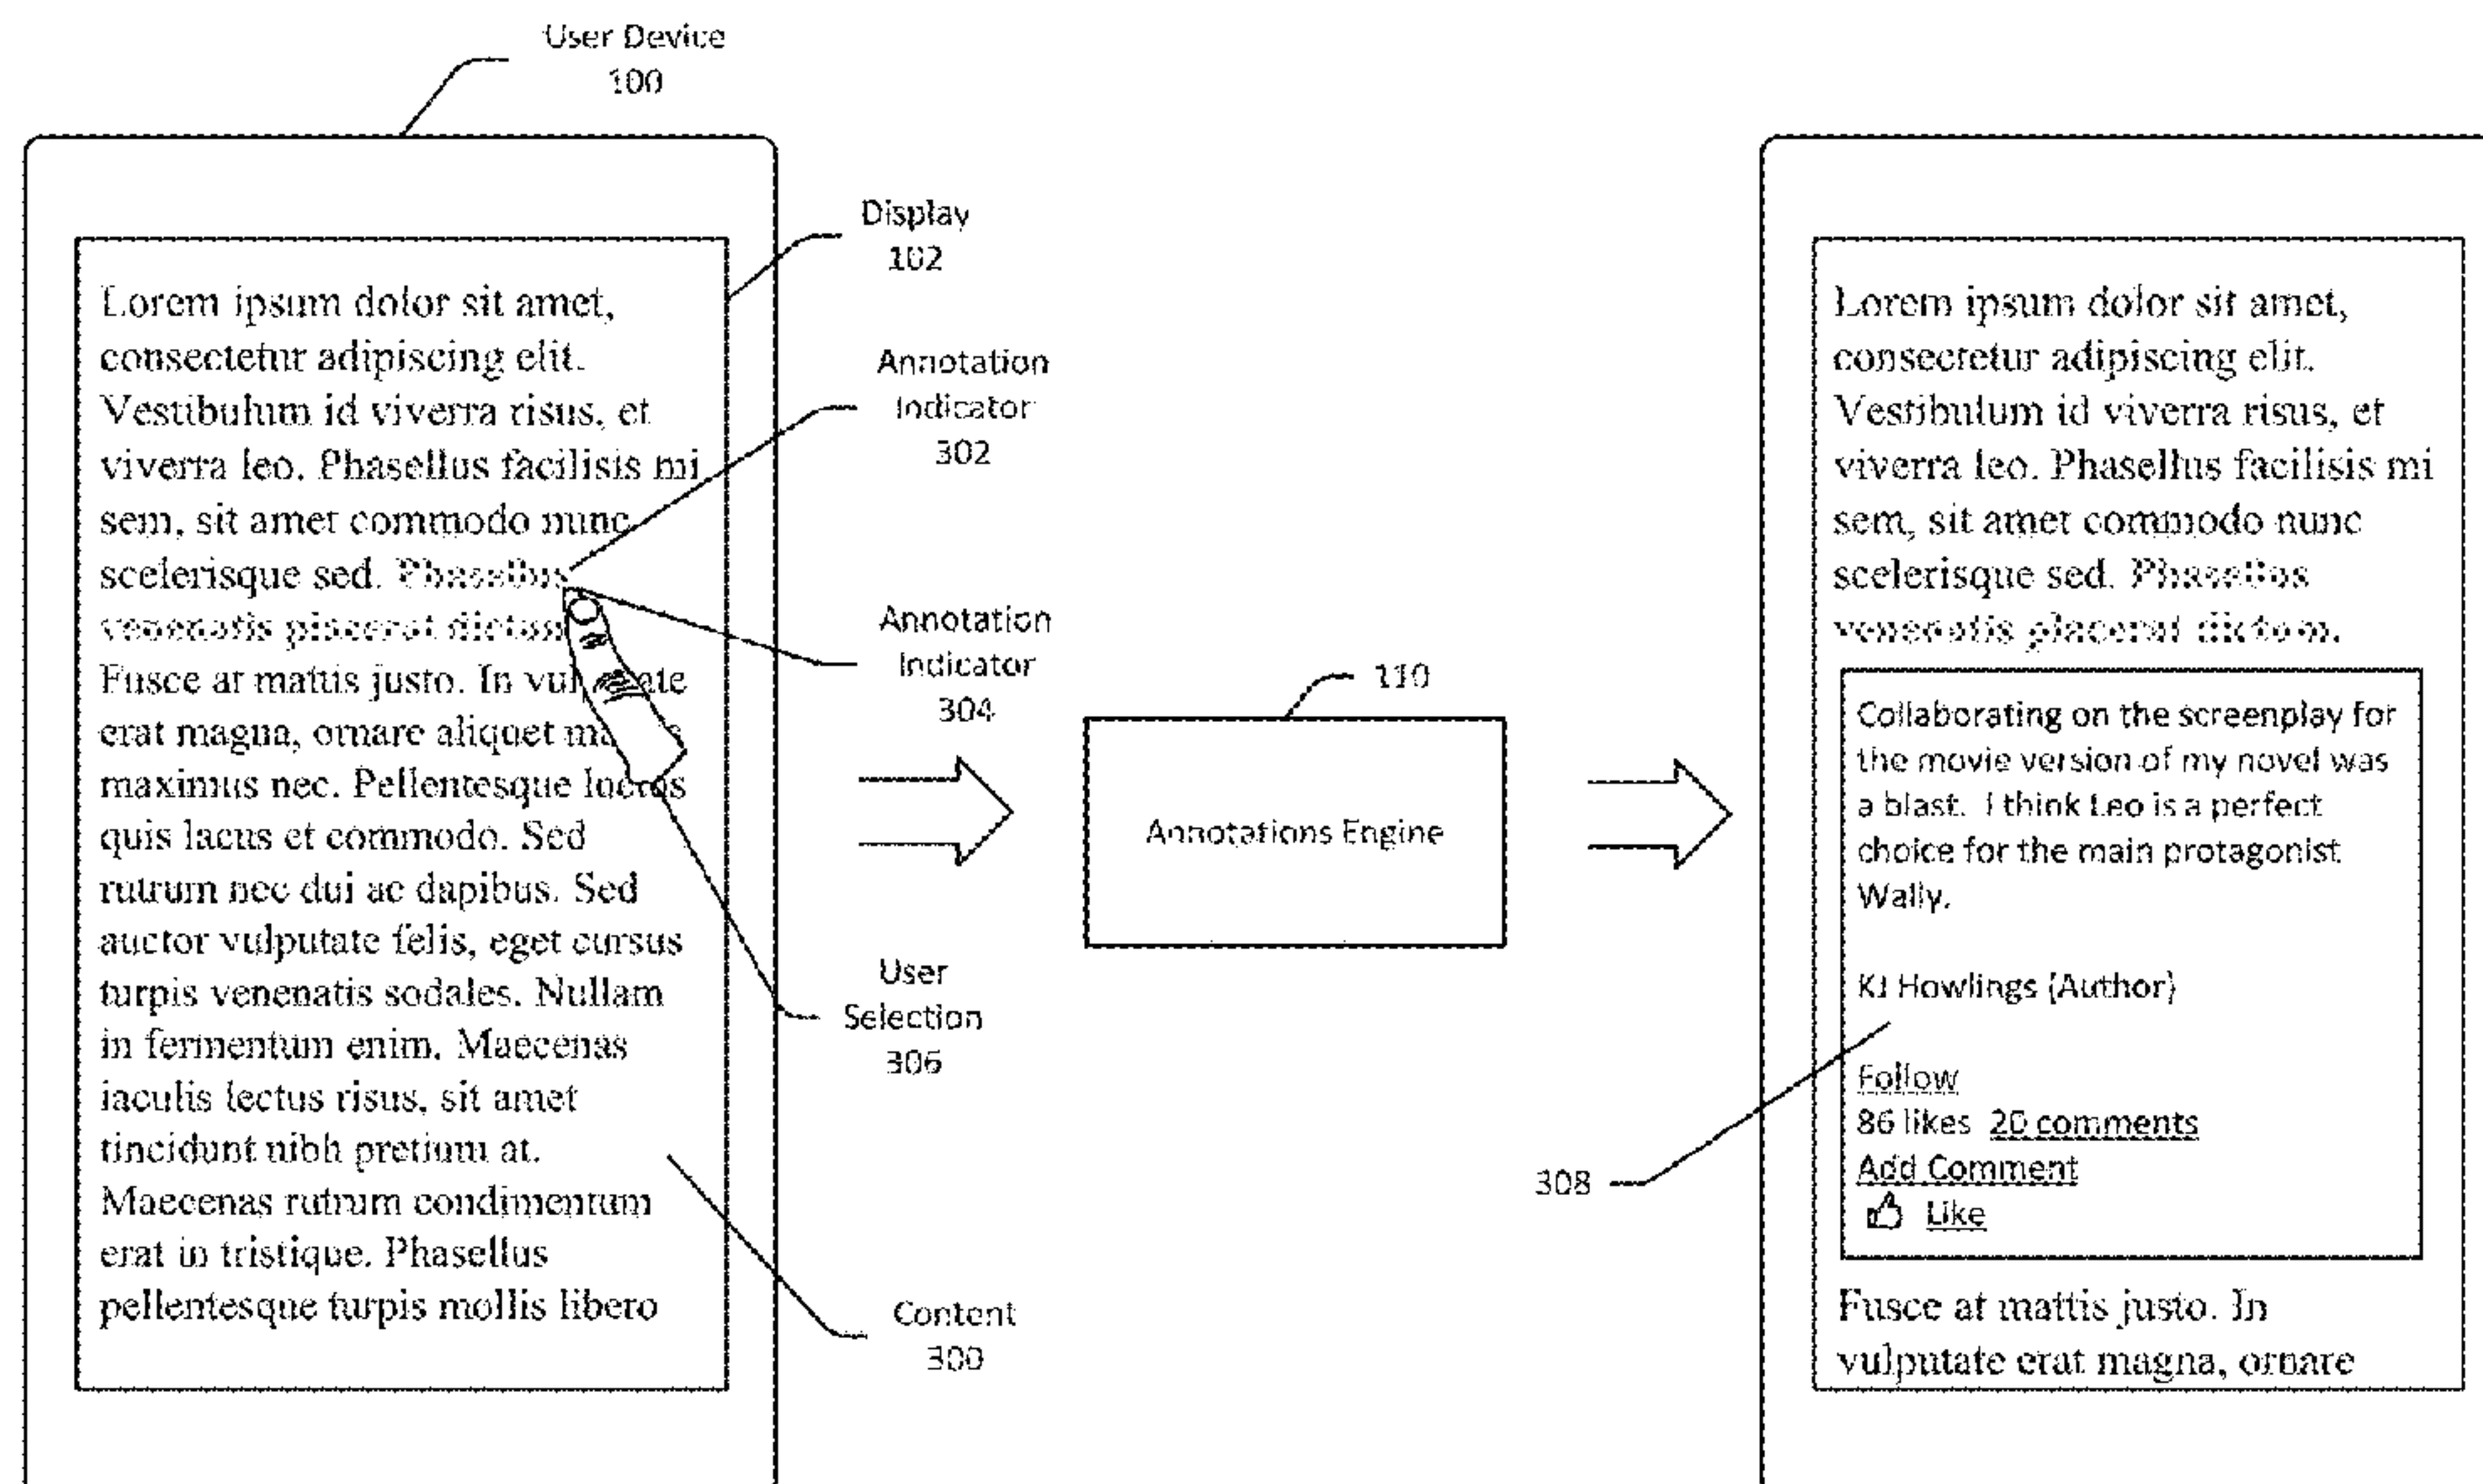 User Device
100
Lorem ipsum dolor sit amet,
consectetur adipiscing elit.
Vestibulum id viverra risus, et
viverra leo. Phasellus facilisis mi
sem, sit amet commodo nunc
scelerisque sed. Phasellus
venenatis placerat
Fusce at mattis justo. In
erat magna, ornare aliquet
maximus nec. Pellentesque
quis lacus et commodo. Sed
rutrum nec dui ac dapibus. Sed
auctor vulputate felis, eget cursus
turpis venenatis sodales. Nullam
in fermentum enim. Maecenas
iaculis lectus risus, sit amet
tincidunt nibh pretium at.
Maecenas rutrum condimentum
erat in tristique. Phasellus
pellentesque turpis mollis libero
Display
102
Annotation
Indicator
302
Annotation
Indicator
304
User
Selection
306
Content
300
110
Annotations Engine
308
Lorem ipsum dolor sit amet,
consectetur adipiscing elit.
Vestibulum id viverra risus, et
viverra leo. Phasellus facilisis mi
sem, sit amet commodo nunc
scelerisque sed. Phasellus
venenatis placerat dictum.
Collaborating on the screenplay for
the movie version of my novel was
a blast. I think Leo is a perfect
choice for the main protagonist
Wally.
KJ Howlings (Author)
Follow
86 likes 20 comments
Add Comment
Like
Fusce at mattis justo. In
vulputate erat magna, ornare